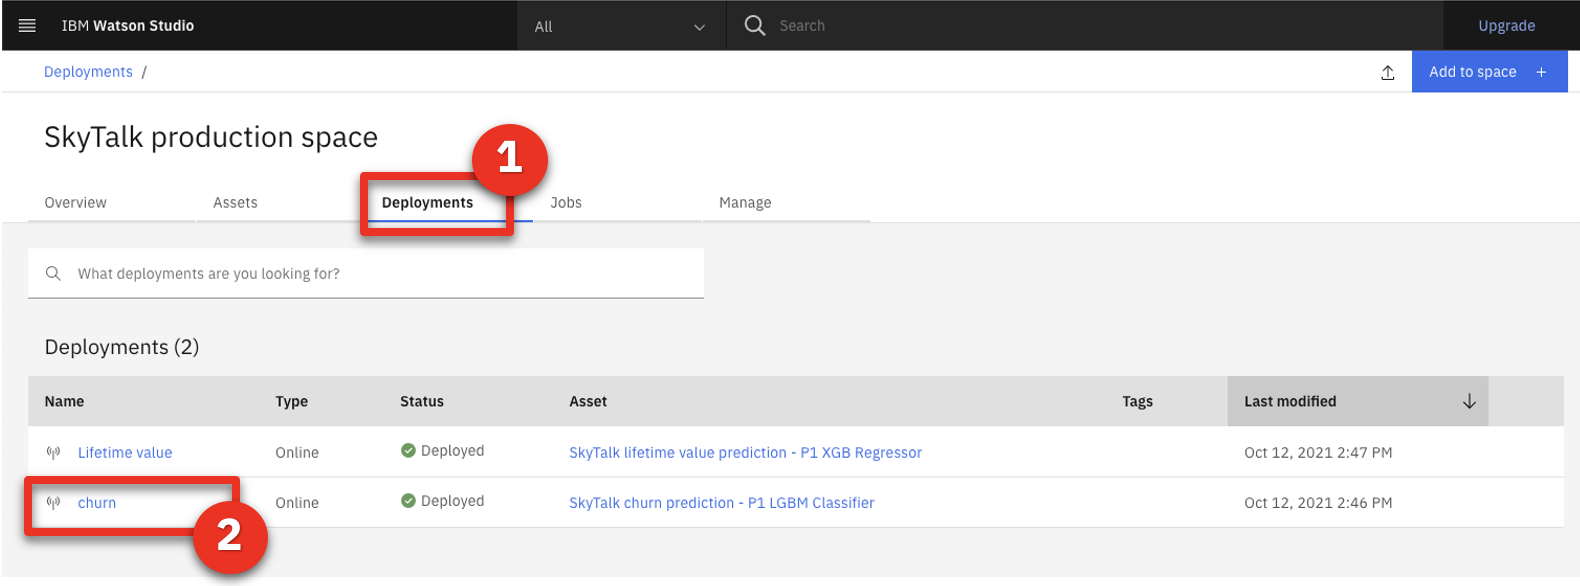 IBM Watson Studio All Search Upgrade
Deployments / Add to space +
SkyTalk production space
1
Overview Assets Deployments Jobs Manage
What deployments are you looking for?
Deployments (2)
Name Type Status Asset Tags Last modified
Lifetime value Online Deployed SkyTalk lifetime value prediction - P1 XGB Regressor Oct 12, 2021 2:47 PM
churn Online Deployed SkyTalk churn prediction - P1 LGBM Classifier Oct 12, 2021 2:46 PM
2